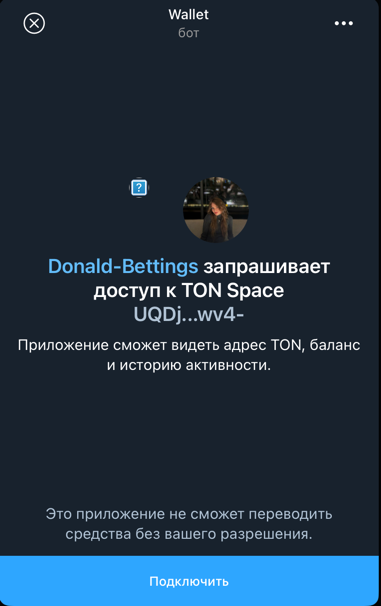 Wallet
бот
?
Donald-Bettings запрашивает
доступ к TON Space
UQDj...wv4-
Приложение сможет видеть адрес TON, баланс
и историю активности.
Это приложение не сможет переводить
средства без вашего разрешения.
Подключить